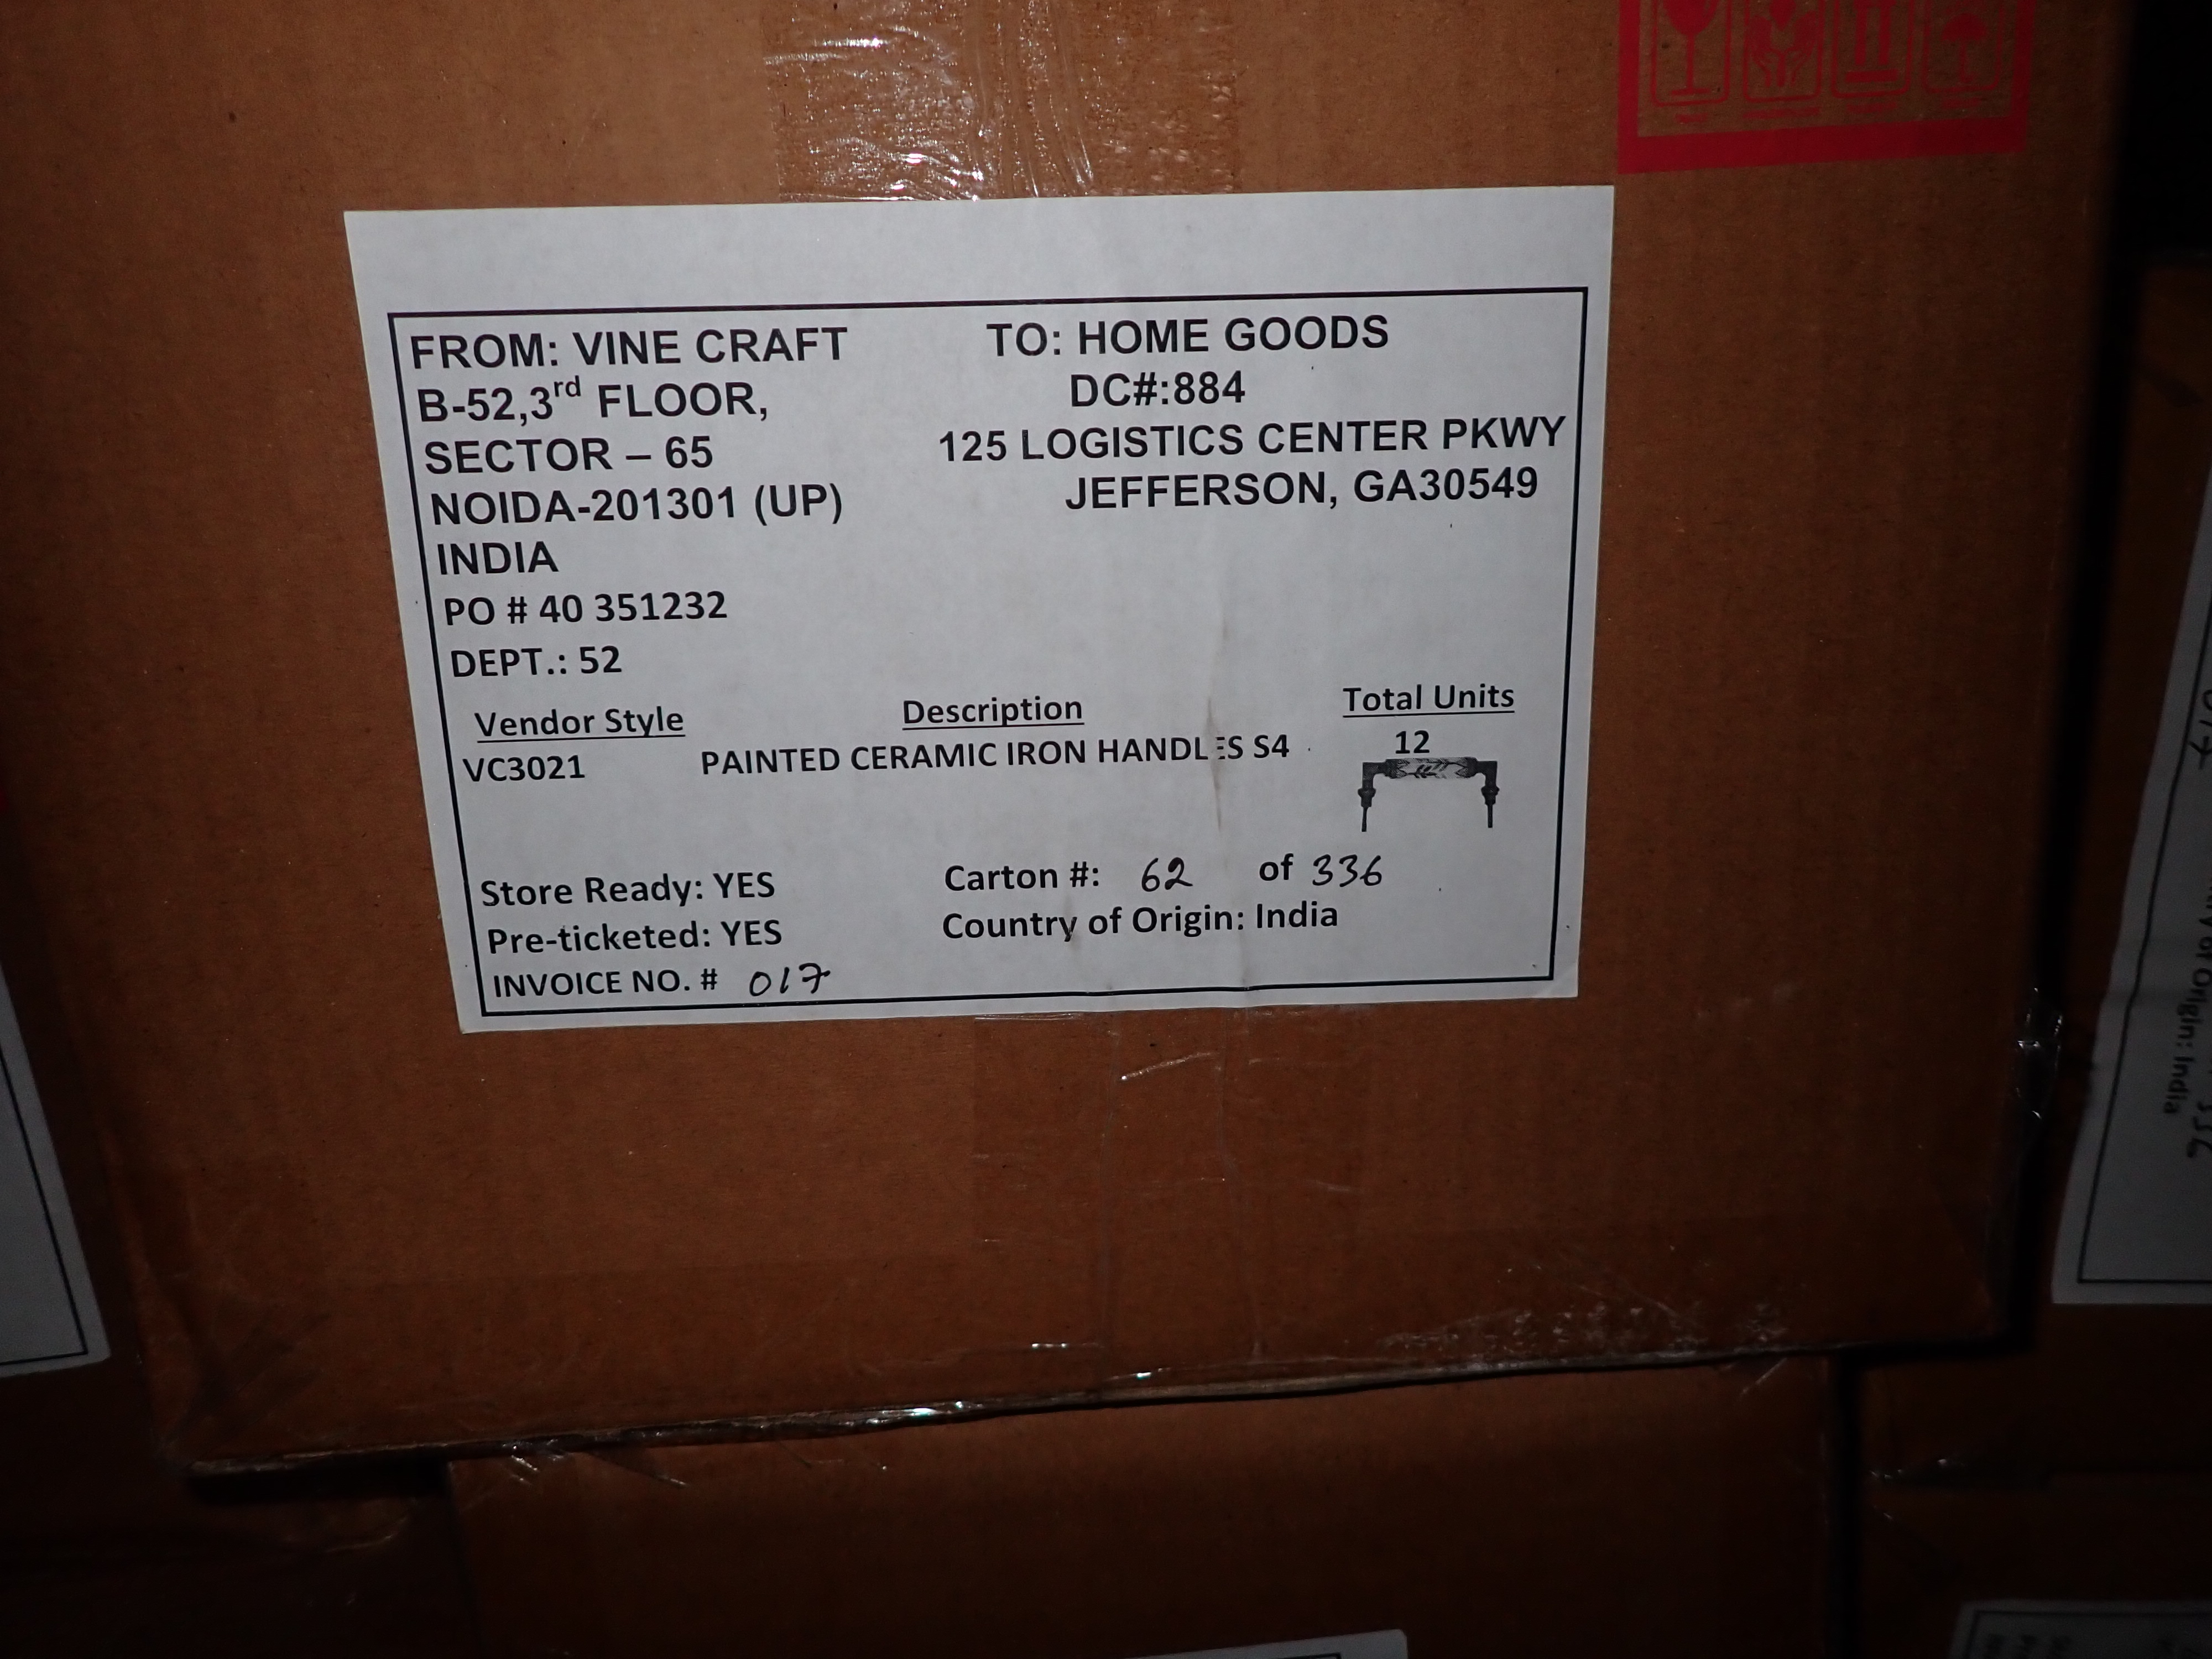 FROM: VINE CRAFT
B-52,3rd FLOOR,
SECTOR – 65
NOIDA-201301 (UP)
INDIA
TO: HOME GOODS
DC#:884
125 LOGISTICS CENTER PKWY
JEFFERSON, GA30549
PO # 40 351232
DEPT.: 52
Vendor Style Description Total Units
VC3021 PAINTED CERAMIC IRON HANDLES S4 12
Store Ready: YES
Pre-ticketed: YES
INVOICE NO. # 017
Carton #: 62 of 336
Country of Origin: India
of Origin: India